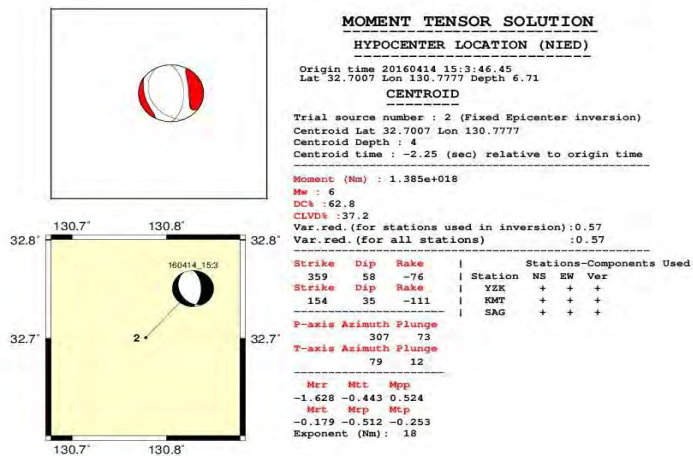 MOMENT TENSOR SOLUTION
HYPOCENTER LOCATION (NIED)
Origin time 20160414 15:3:46.45
Lat 32.7007 Lon 130.7777 Depth 6.71
CENTROID
Trial source number : 2 (Fixed Epicenter inversion)
Centroid Lat 32.7007 Lon 130.7777
Centroid Depth : 4
Centroid time : -2.25 (sec) relative to origin time
Moment (Nm) : 1.385e+018
Mw : 6
DC% :62.8
CLVD% :37.2
Var.red. (for stations used in inversion):0.57
Var.red. (for all stations) :0.57
Strike Dip Rake
359 58 -76
Strike Dip Rake
154 35 -111
P-axis Azimuth Plunge
307 73
T-axis Azimuth Plunge
79 12
Mrr Mtt Mpp
-1.628 -0.443 0.524
Mrt Mrp Mtp
-0.179 -0.512 -0.253
Exponent (Nm): 18
| Stations-Components Used
| Station NS EW Ver
| YZK + + +
| KMT + + +
| SAG + + +
130.7˚ 130.8˚
32.8˚ 32.8˚
160414_15:3
2
32.7˚ 32.7˚
130.7˚ 130.8˚